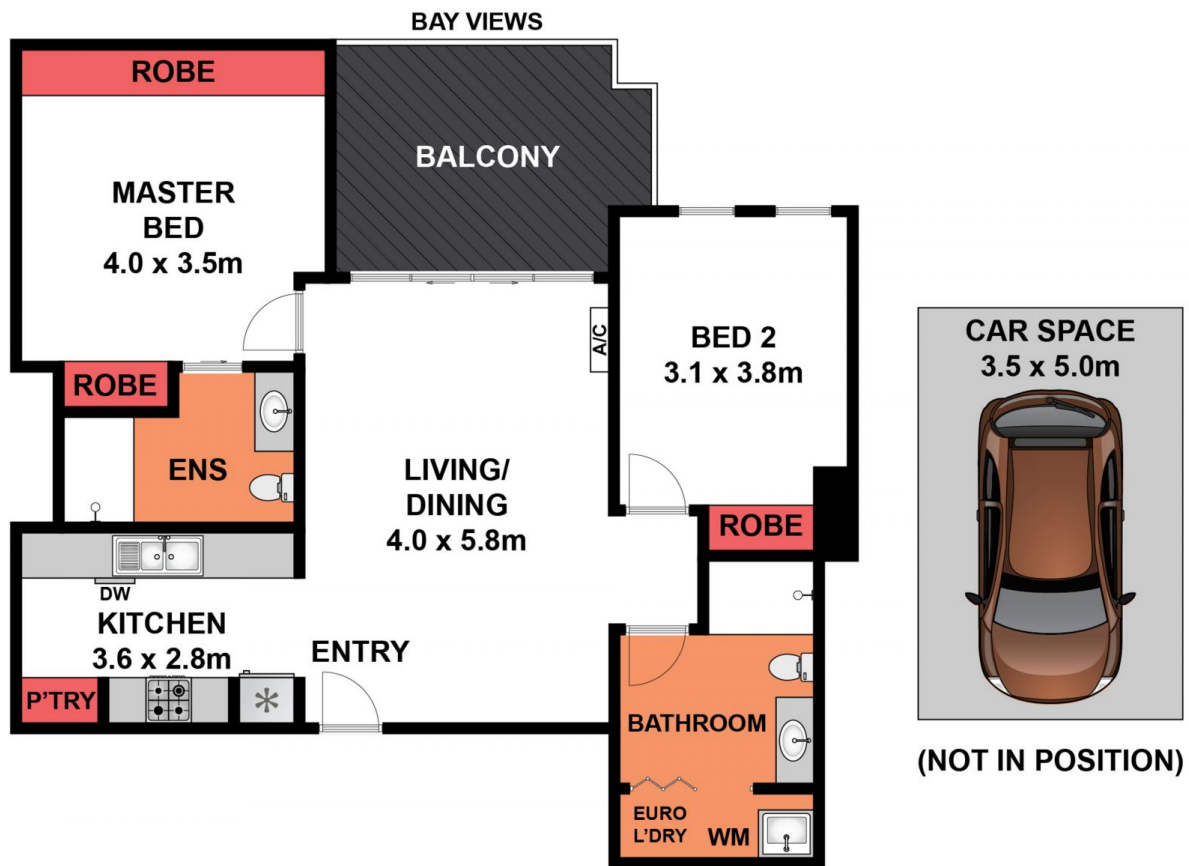 BAY VIEWS
ROBE
BALCONY
MASTER
BED
4.0 x 3.5m
A/C
BED 2
3.1 x 3.8m
CAR SPACE
3.5 x 5.0m
ROBE
ENS
LIVING/
DINING
4.0 x 5.8m
ROBE
DW
KITCHEN
3.6 x 2.8m
ENTRY
P'TRY
BATHROOM
(NOT IN POSITION)
EURO
L'DRY
WM